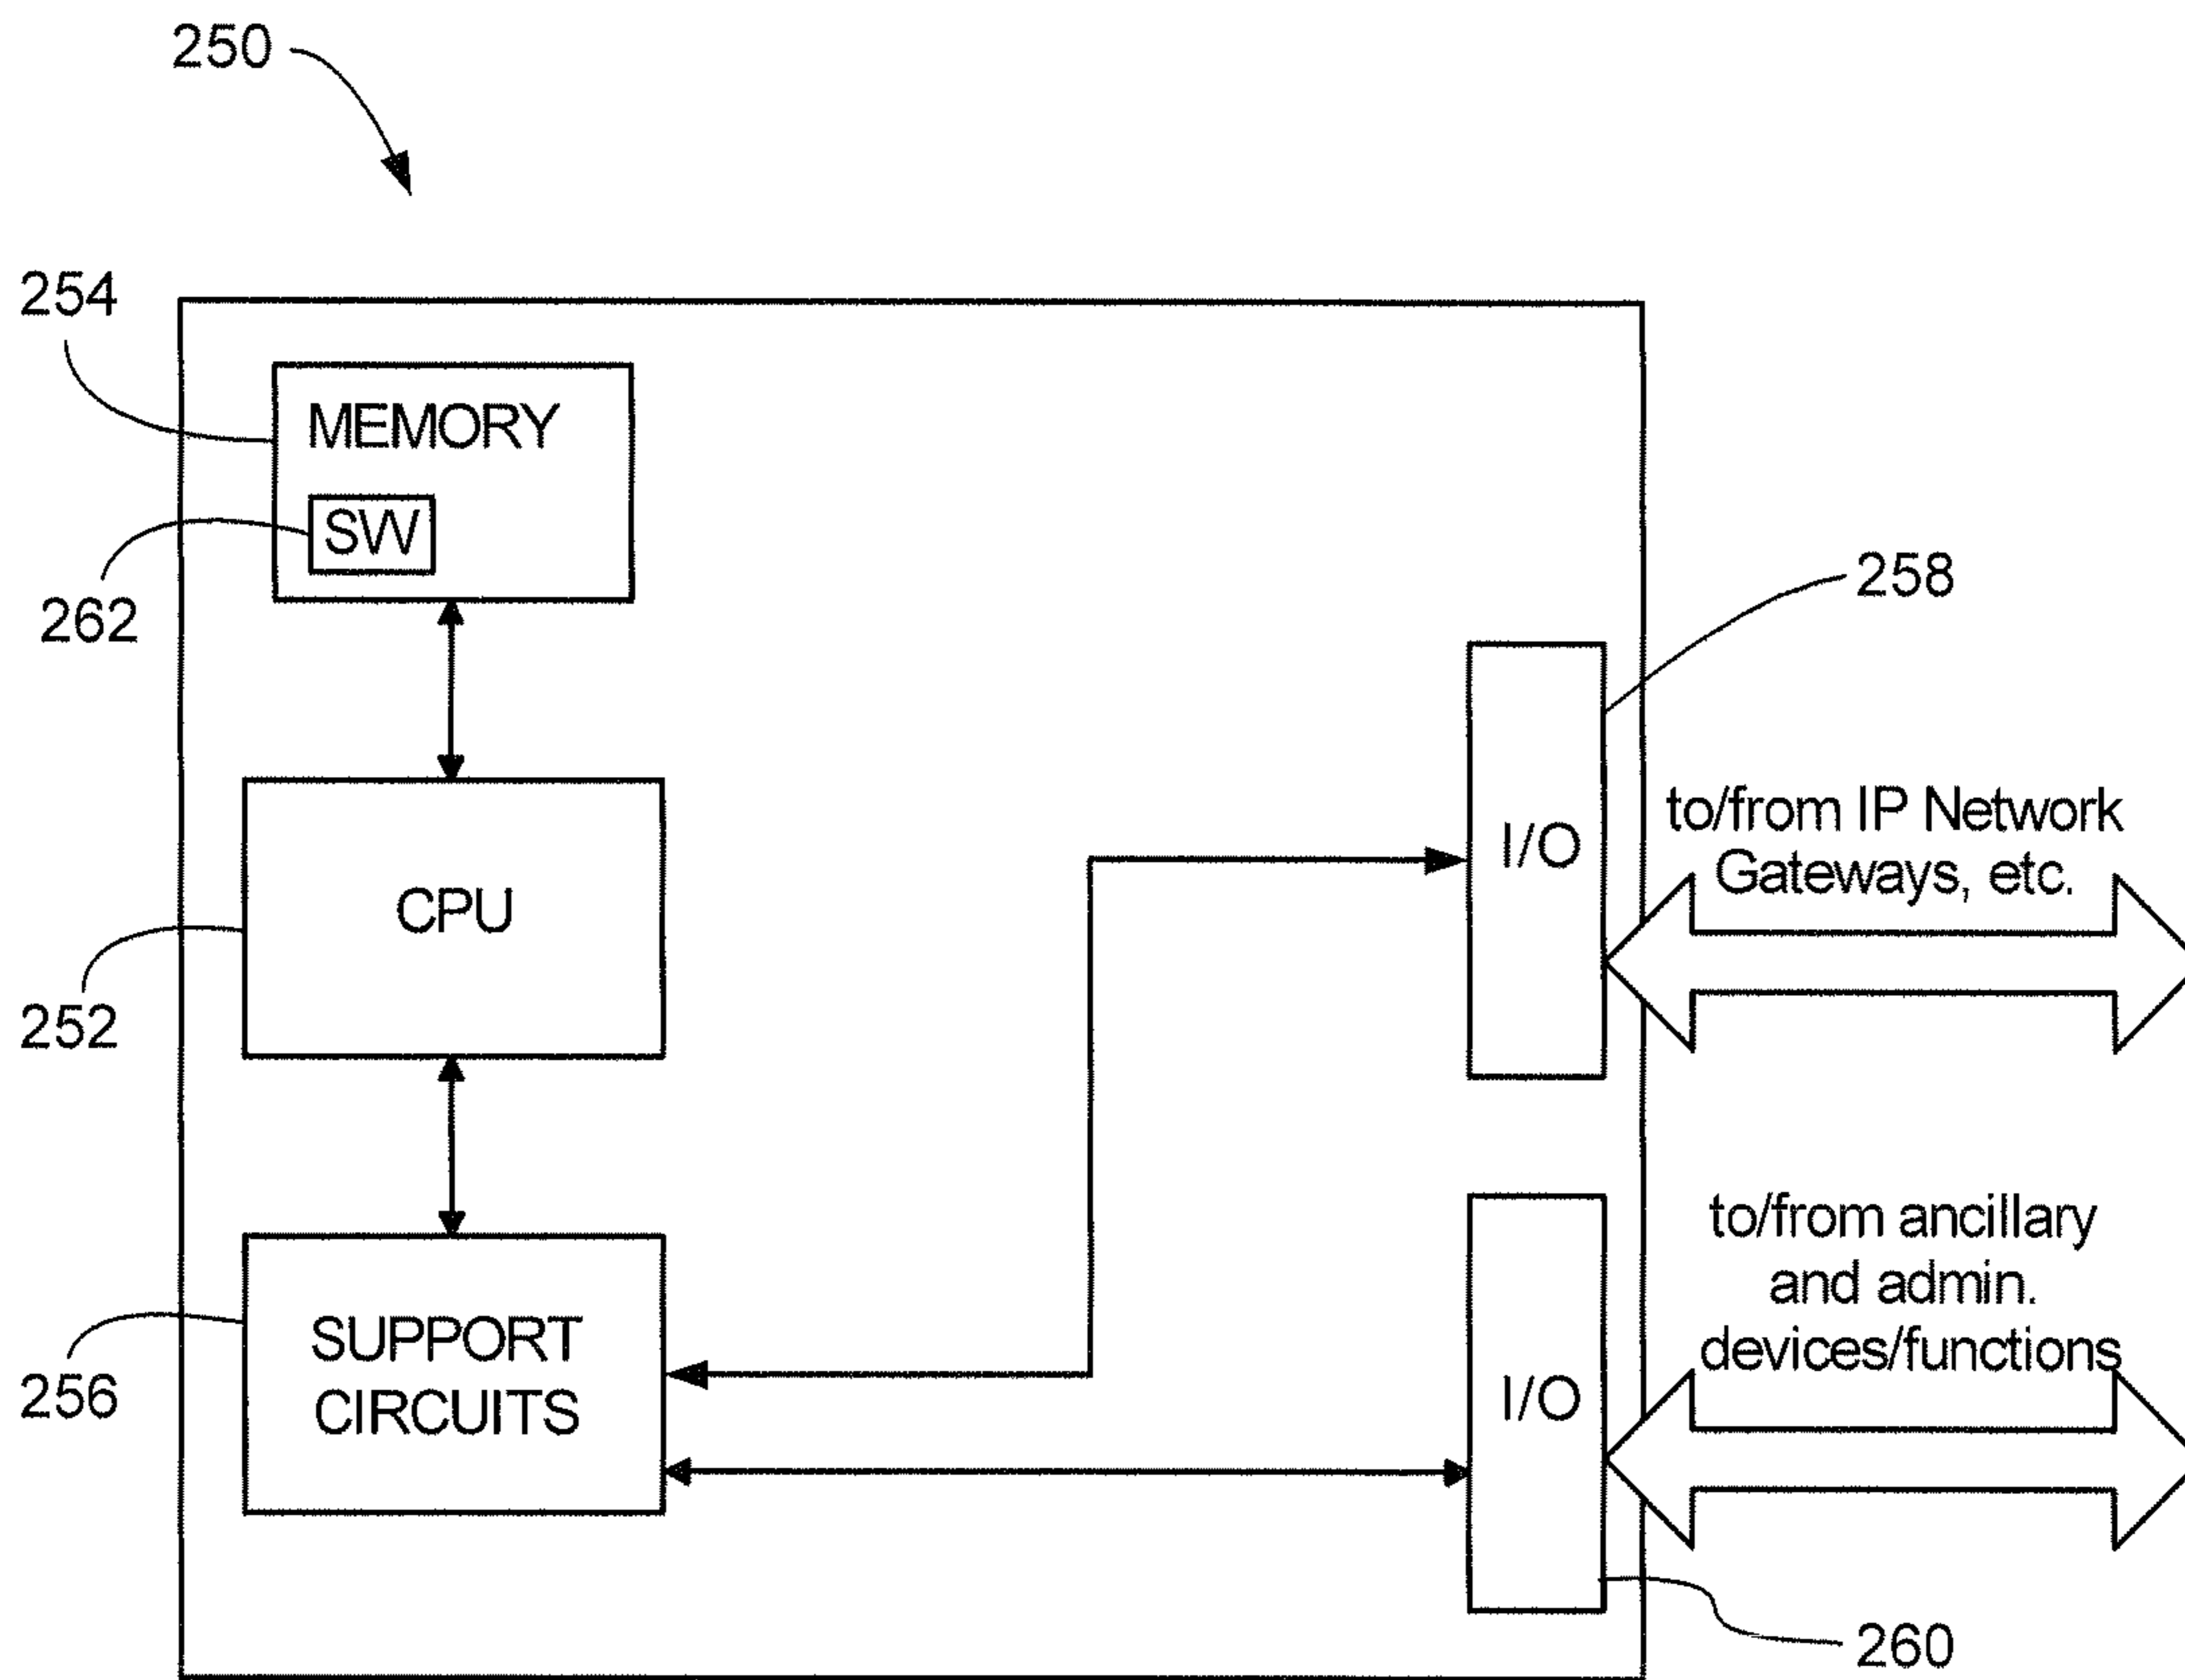 250
254
MEMORY
SW
262
258
I/O
to/from IP Network
Gateways, etc.
CPU
252
to/from ancillary
and admin.
devices/functions
I/O
SUPPORT
CIRCUITS
256
260